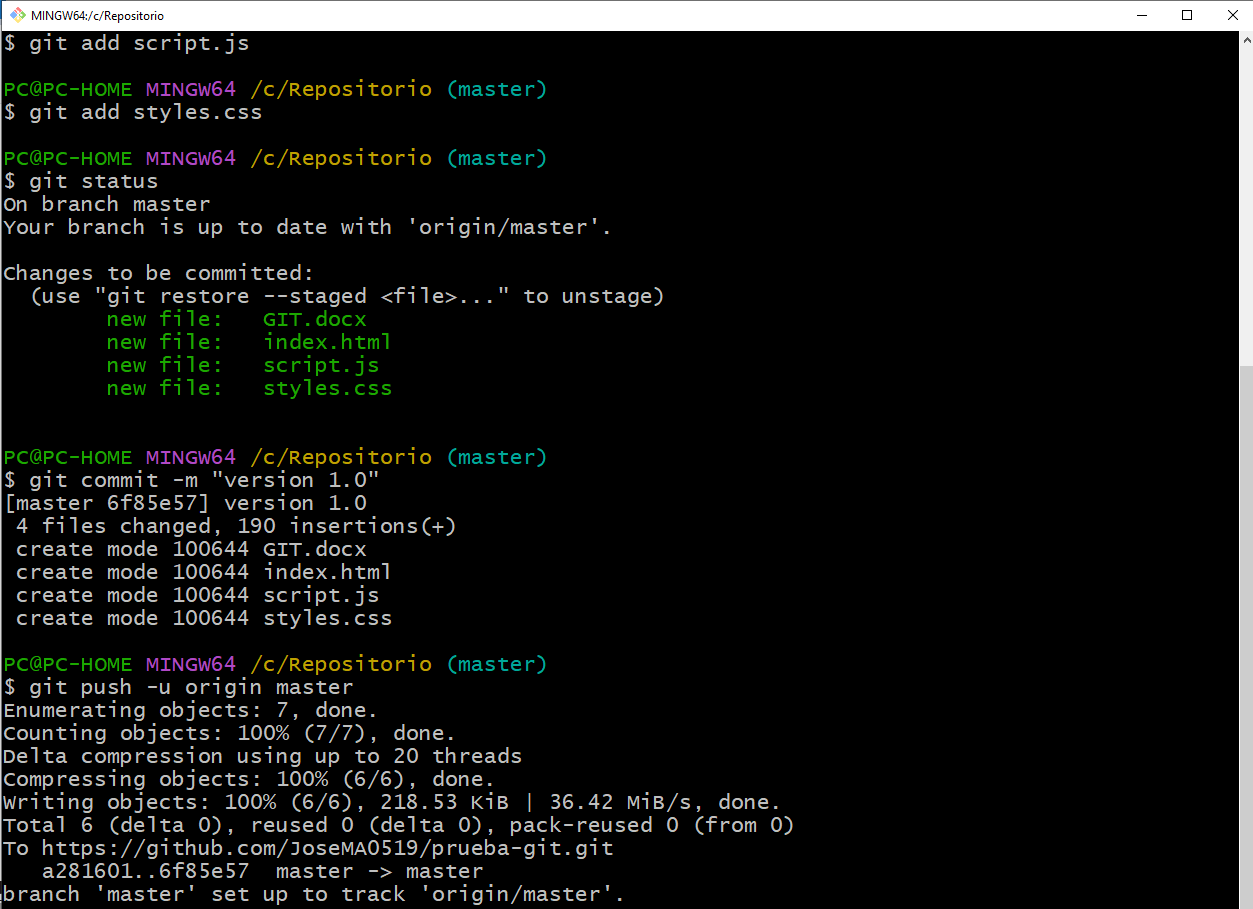 MINGW64:/c/Repositorio
$ git add script.js
PC@PC-HOME MINGW64 /c/Repositorio (master)
$ git add styles.css
PC@PC-HOME MINGW64 /c/Repositorio (master)
$ git status
On branch master
Your branch is up to date with 'origin/master'.
Changes to be committed:
  (use "git restore --staged <file>..." to unstage)
        new file:   GIT.docx
        new file:   index.html
        new file:   script.js
        new file:   styles.css
PC@PC-HOME MINGW64 /c/Repositorio (master)
$ git commit -m "version 1.0"
[master 6f85e57] version 1.0
 4 files changed, 190 insertions(+)
 create mode 100644 GIT.docx
 create mode 100644 index.html
 create mode 100644 script.js
 create mode 100644 styles.css
PC@PC-HOME MINGW64 /c/Repositorio (master)
$ git push -u origin master
Enumerating objects: 7, done.
Counting objects: 100% (7/7), done.
Delta compression using up to 20 threads
Compressing objects: 100% (6/6), done.
Writing objects: 100% (6/6), 218.53 KiB | 36.42 MiB/s, done.
Total 6 (delta 0), reused 0 (delta 0), pack-reused 0 (from 0)
To https://github.com/JoseMA0519/prueba-git.git
   a281601..6f85e57  master -> master
branch 'master' set up to track 'origin/master'.